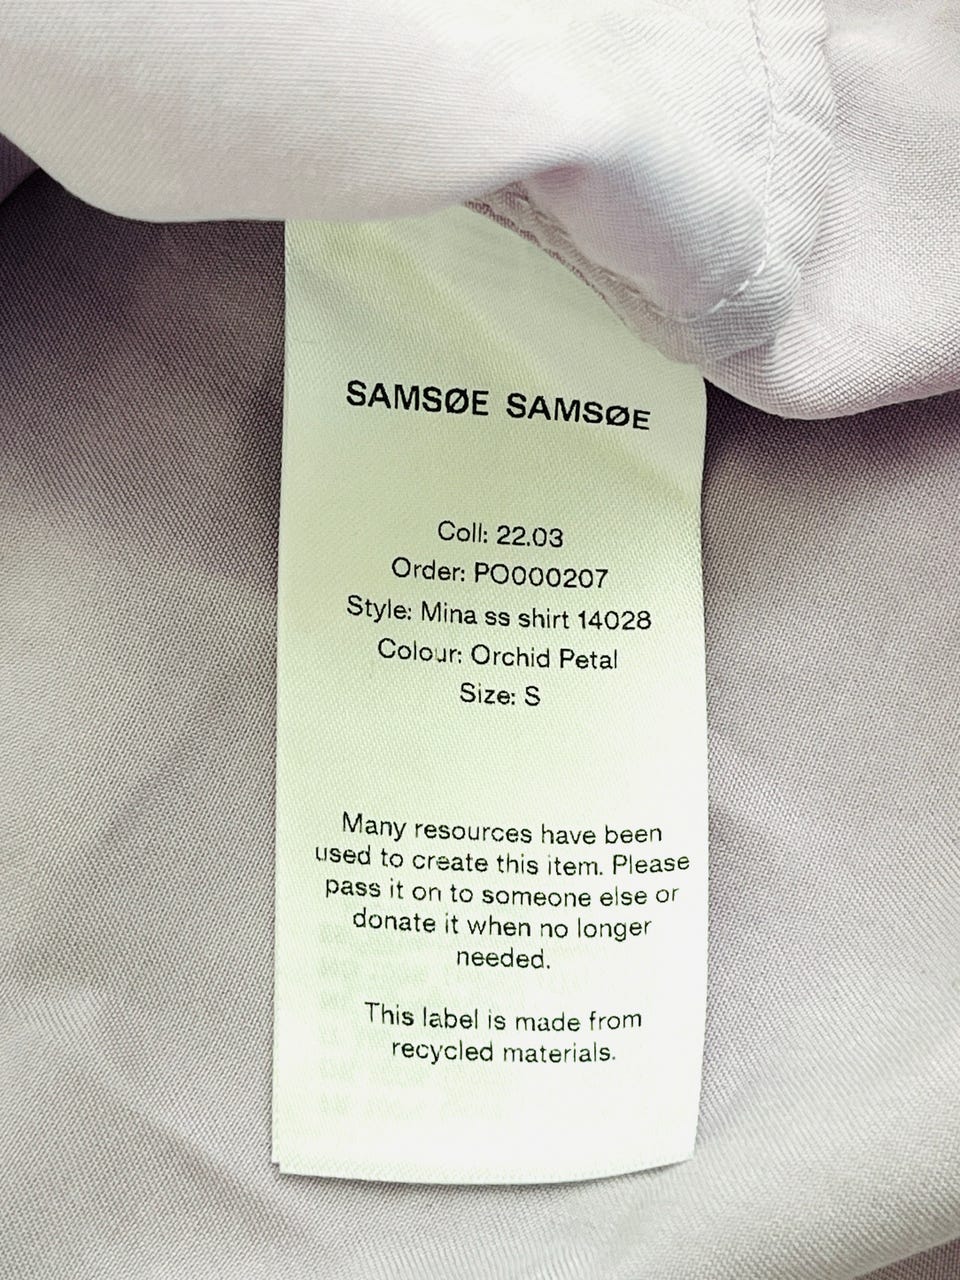 SAMSØE SAMSØE
Coll: 22.03
Order: PO000207
Style: Mina ss shirt 14028
Colour: Orchid Petal
Size: S
Many resources have been
used to create this item. Please
pass it on to someone else or
donate it when no longer
needed.
This label is made from
recycled materials.